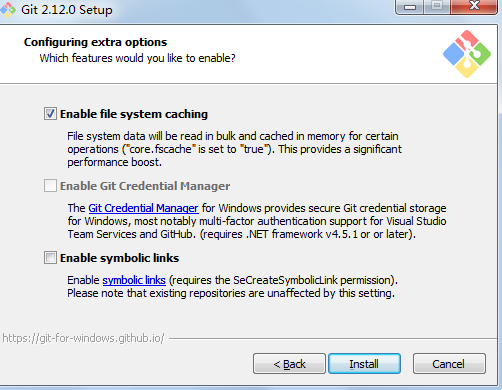 Git 2.12.0 Setup
Configuring extra options
Which features would you like to enable?
Enable file system caching
File system data will be read in bulk and cached in memory for certain
operations ("core.fscache" is set to "true"). This provides a significant
performance boost.
Enable Git Credential Manager
The Git Credential Manager for Windows provides secure Git credential storage
for Windows, most notably multi-factor authentication support for Visual Studio
Team Services and GitHub. (requires .NET framework v4.5.1 or or later).
Enable symbolic links
Enable symbolic links (requires the SeCreateSymbolicLink permission).
Please note that existing repositories are unaffected by this setting.
https://git-for-windows.github.io/
< Back
Install
Cancel